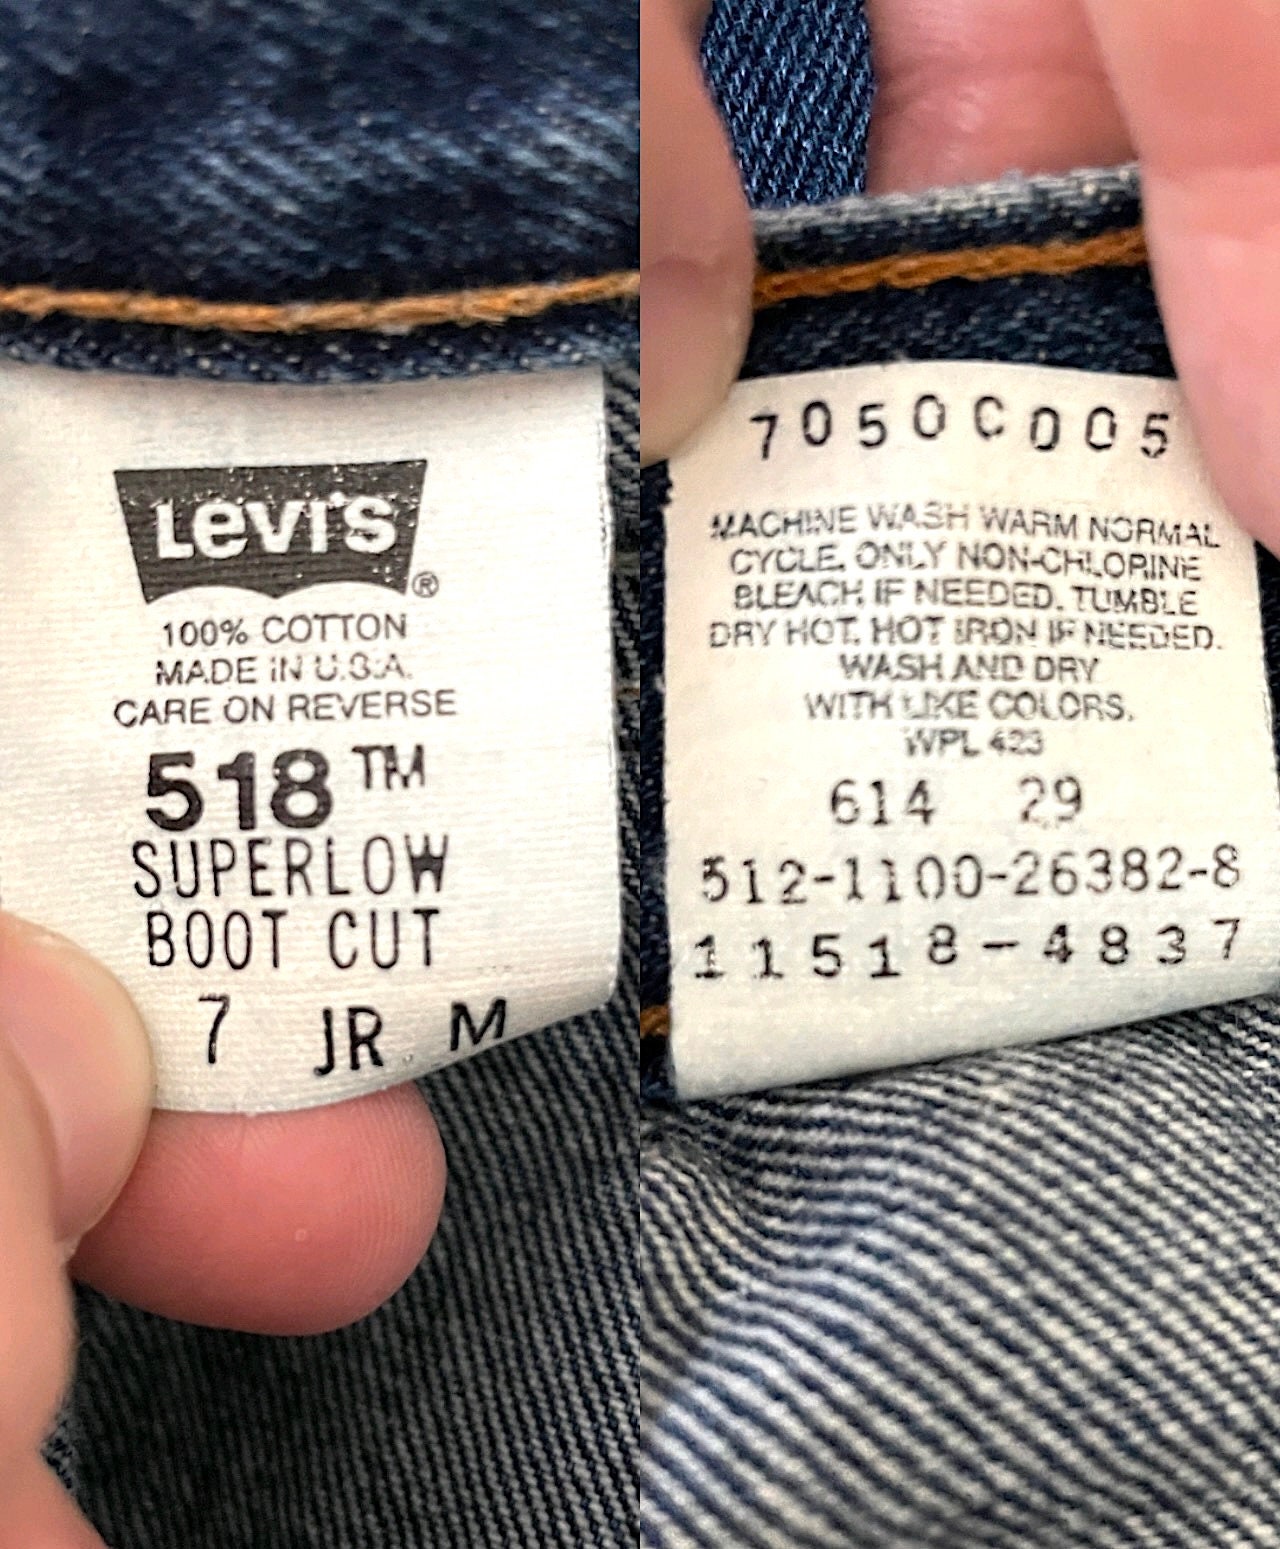 Levi's®
100% COTTON
MADE IN U.S.A.
CARE ON REVERSE
518™
SUPERLOW
BOOT CUT
7 JR M
7050C005
MACHINE WASH WARM NORMAL
CYCLE. ONLY NON-CHLORINE
BLEACH IF NEEDED. TUMBLE
DRY HOT. HOT IRON IF NEEDED.
WASH AND DRY
WITH LIKE COLORS.
WPL 423
614 29
512-1100-26382-8
11518-4837